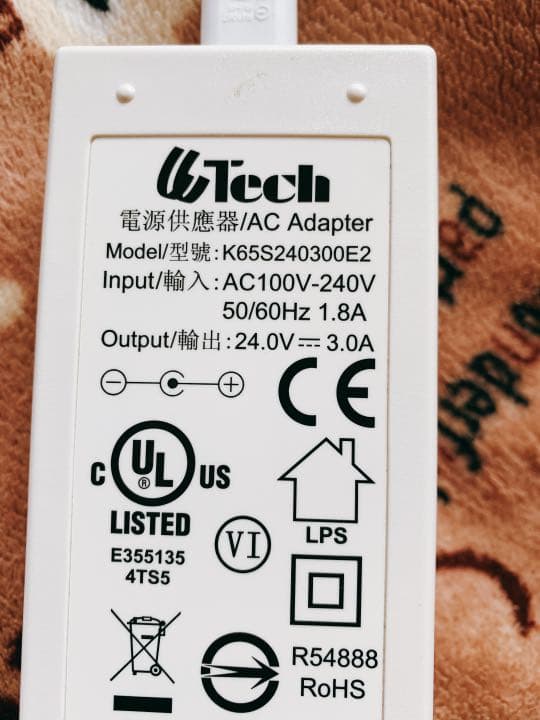 Tech
電源供應器/AC Adapter
Model/型號:K65S240300E2
Input/輸入:AC100V-240V
50/60Hz 1.8A
Output/輸出:24.0V⎓3.0A
CE
C UL US
®
LISTED
E355135
4TS5
VI
LPS
R54888
RoHS